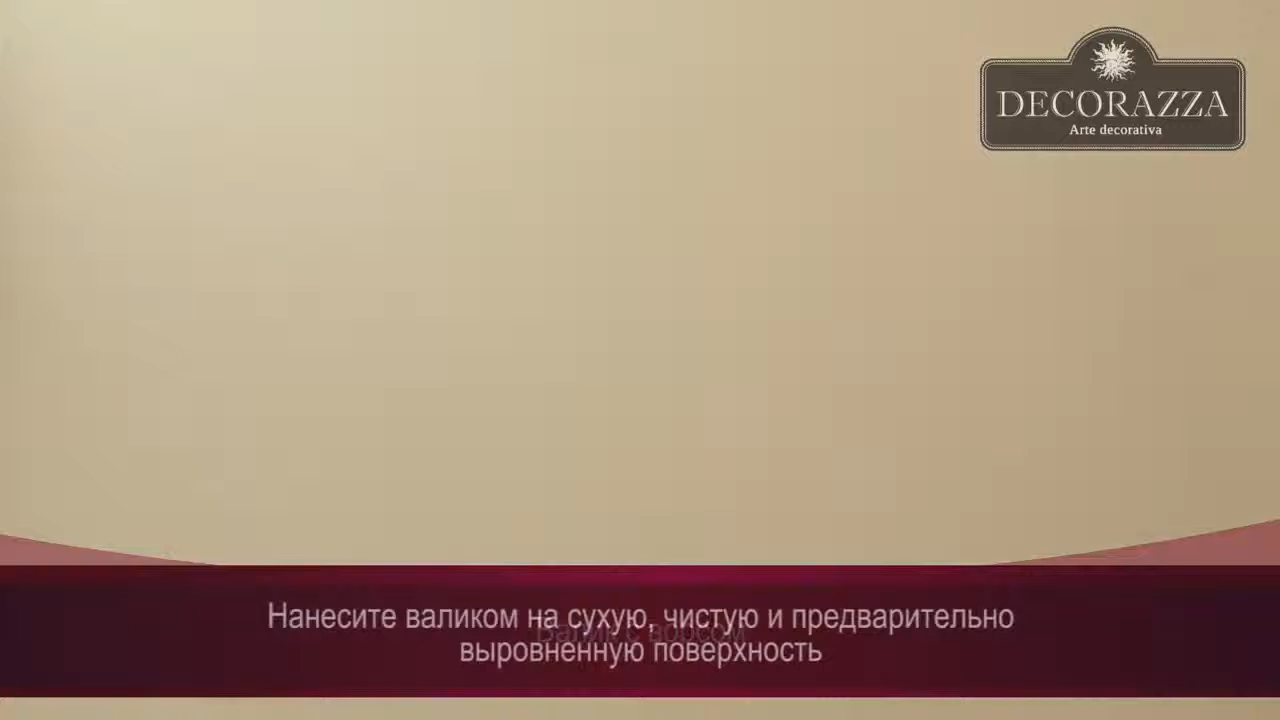 DECORAZZA
Arte decorativa
Нанесите валиком на сухую, чистую и предварительно
выровненную поверхность